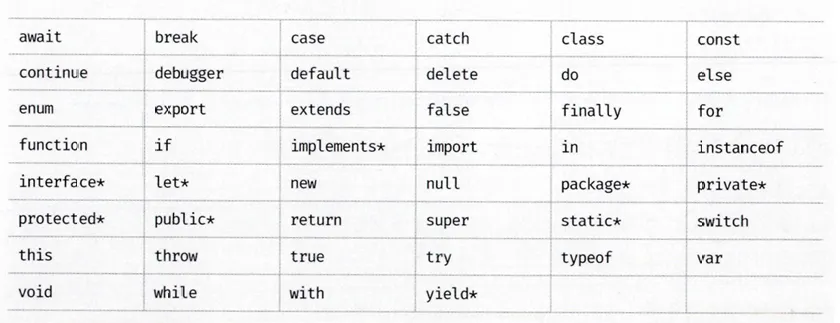 await break case catch class const
continue debugger default delete do else
enum export extends false finally for
function if implements* import in instanceof
interface* let* new null package* private*
protected* public* return super static* switch
this throw true try typeof var
void while with yield*